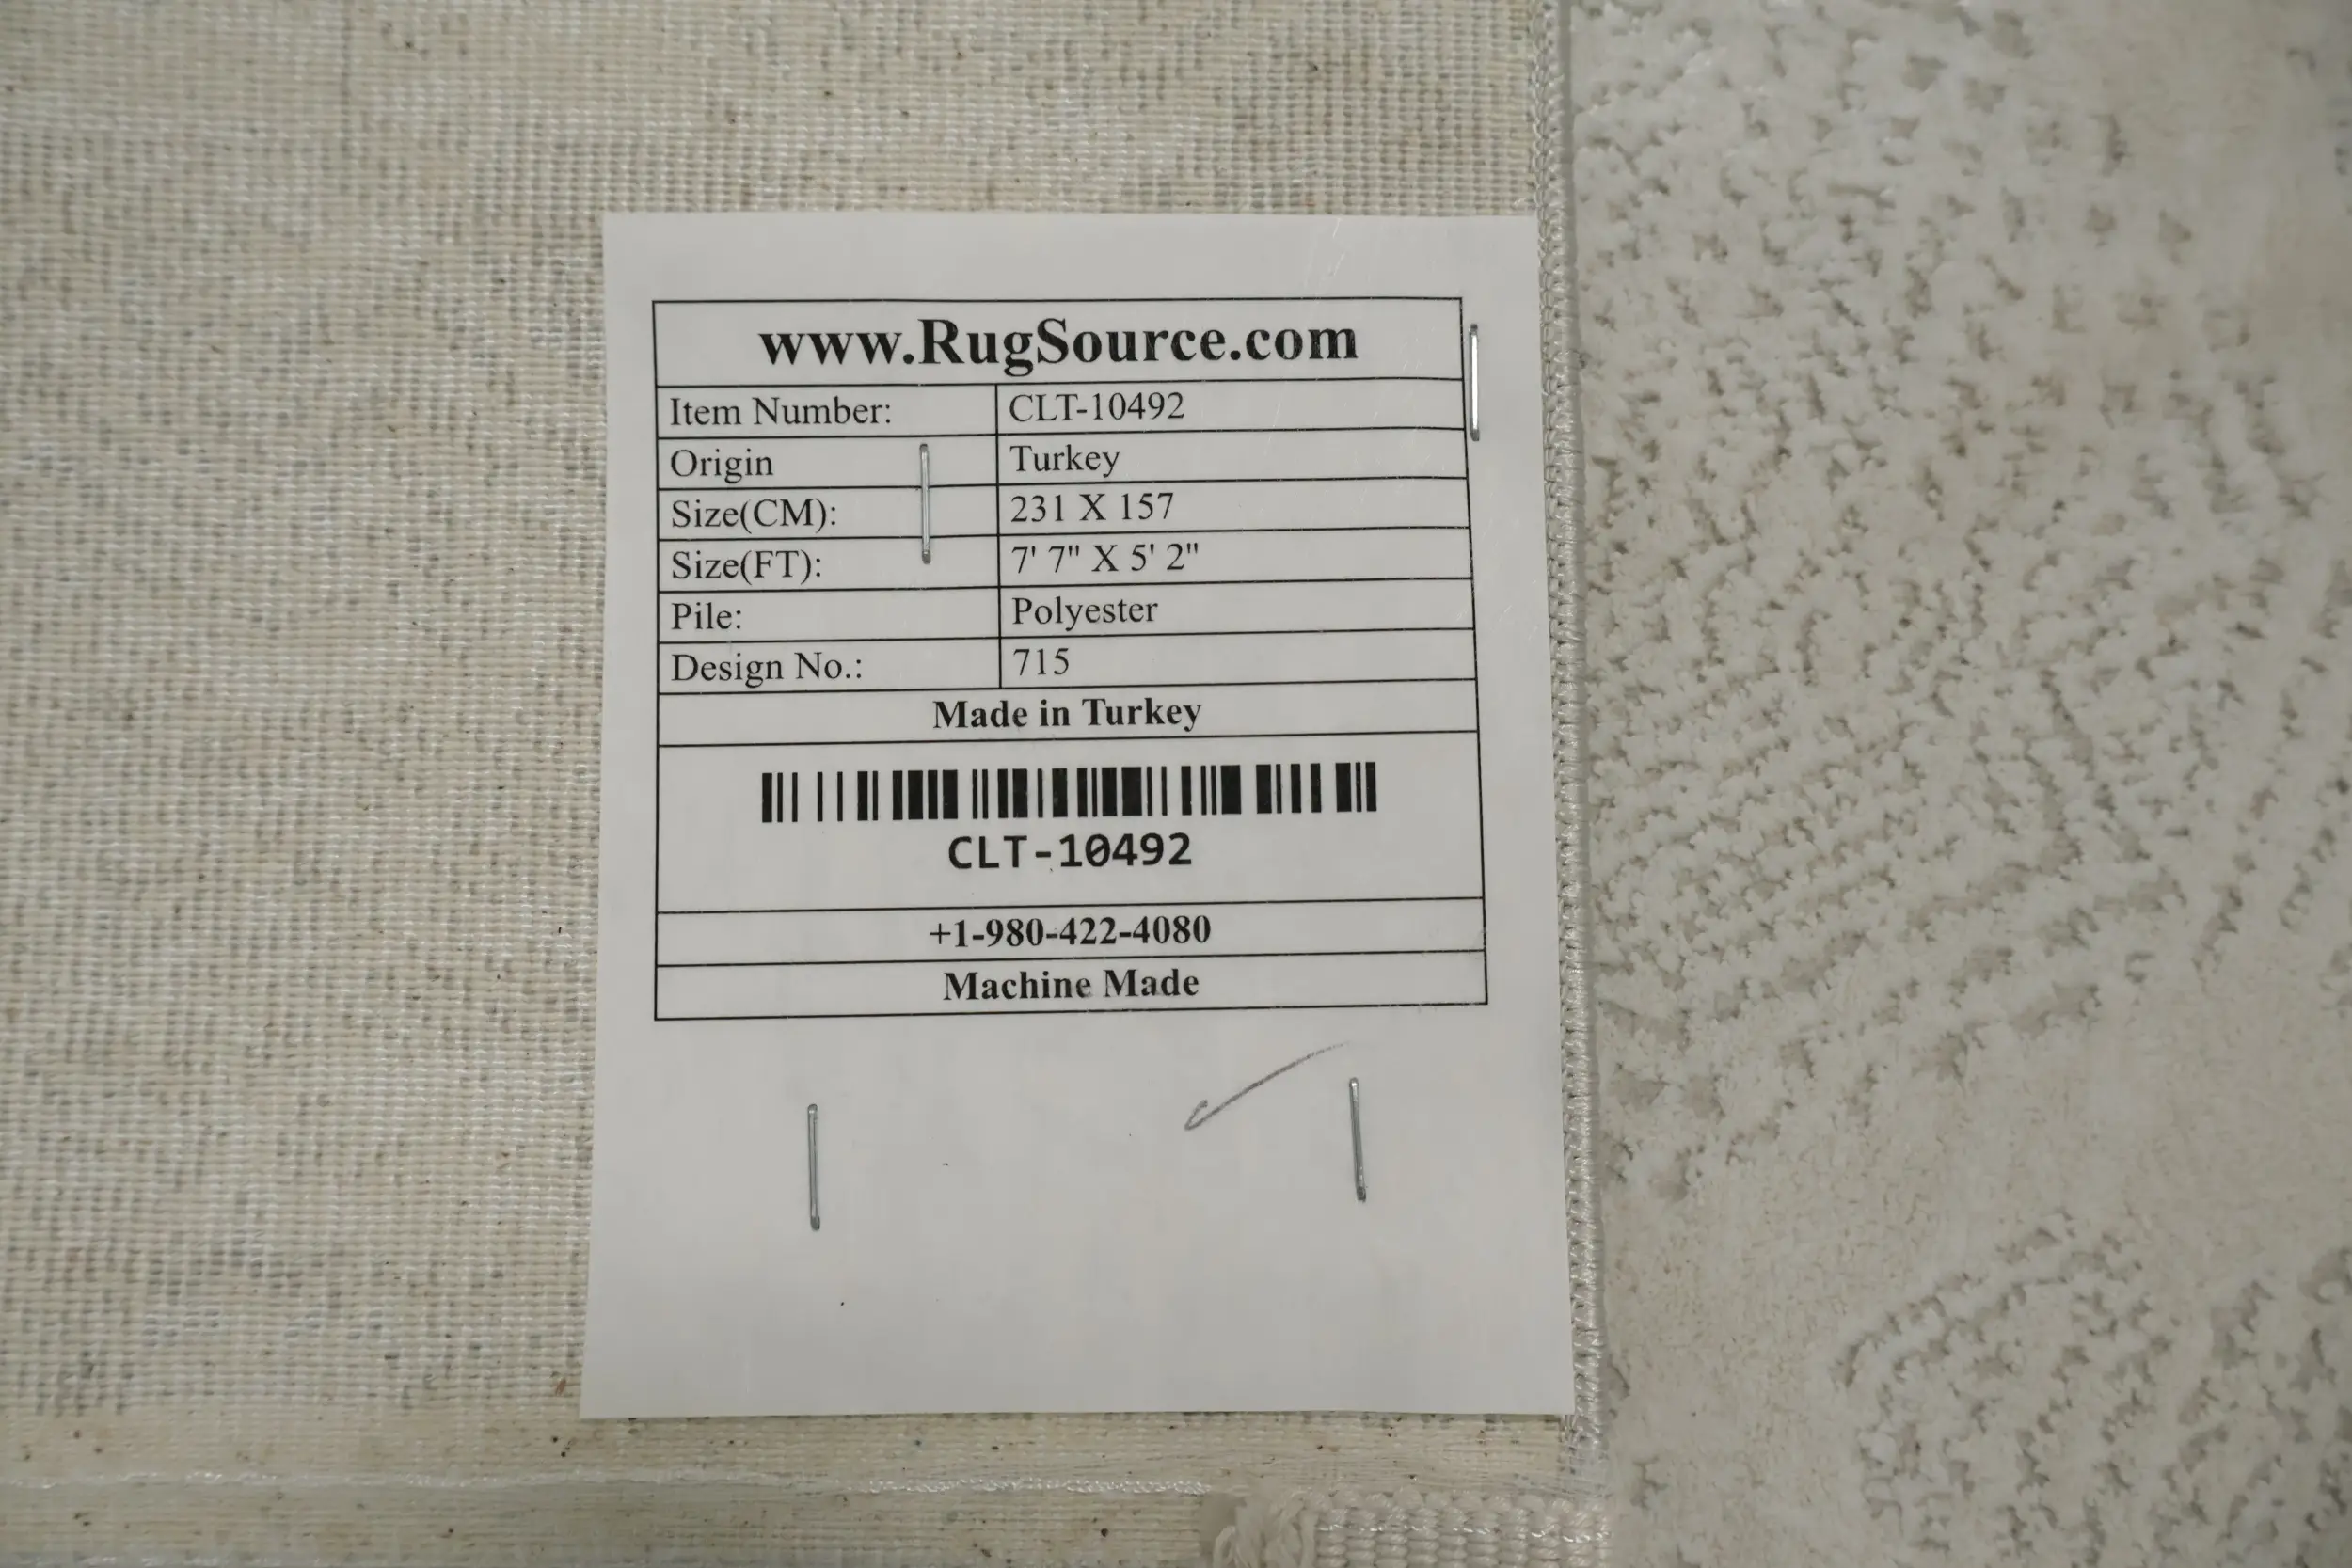 www.RugSource.com
Item Number: CLT-10492
Origin Turkey
Size(CM): 231 X 157
Size(FT): 7' 7" X 5' 2"
Pile: Polyester
Design No.: 715
Made in Turkey
CLT-10492
+1-980-422-4080
Machine Made